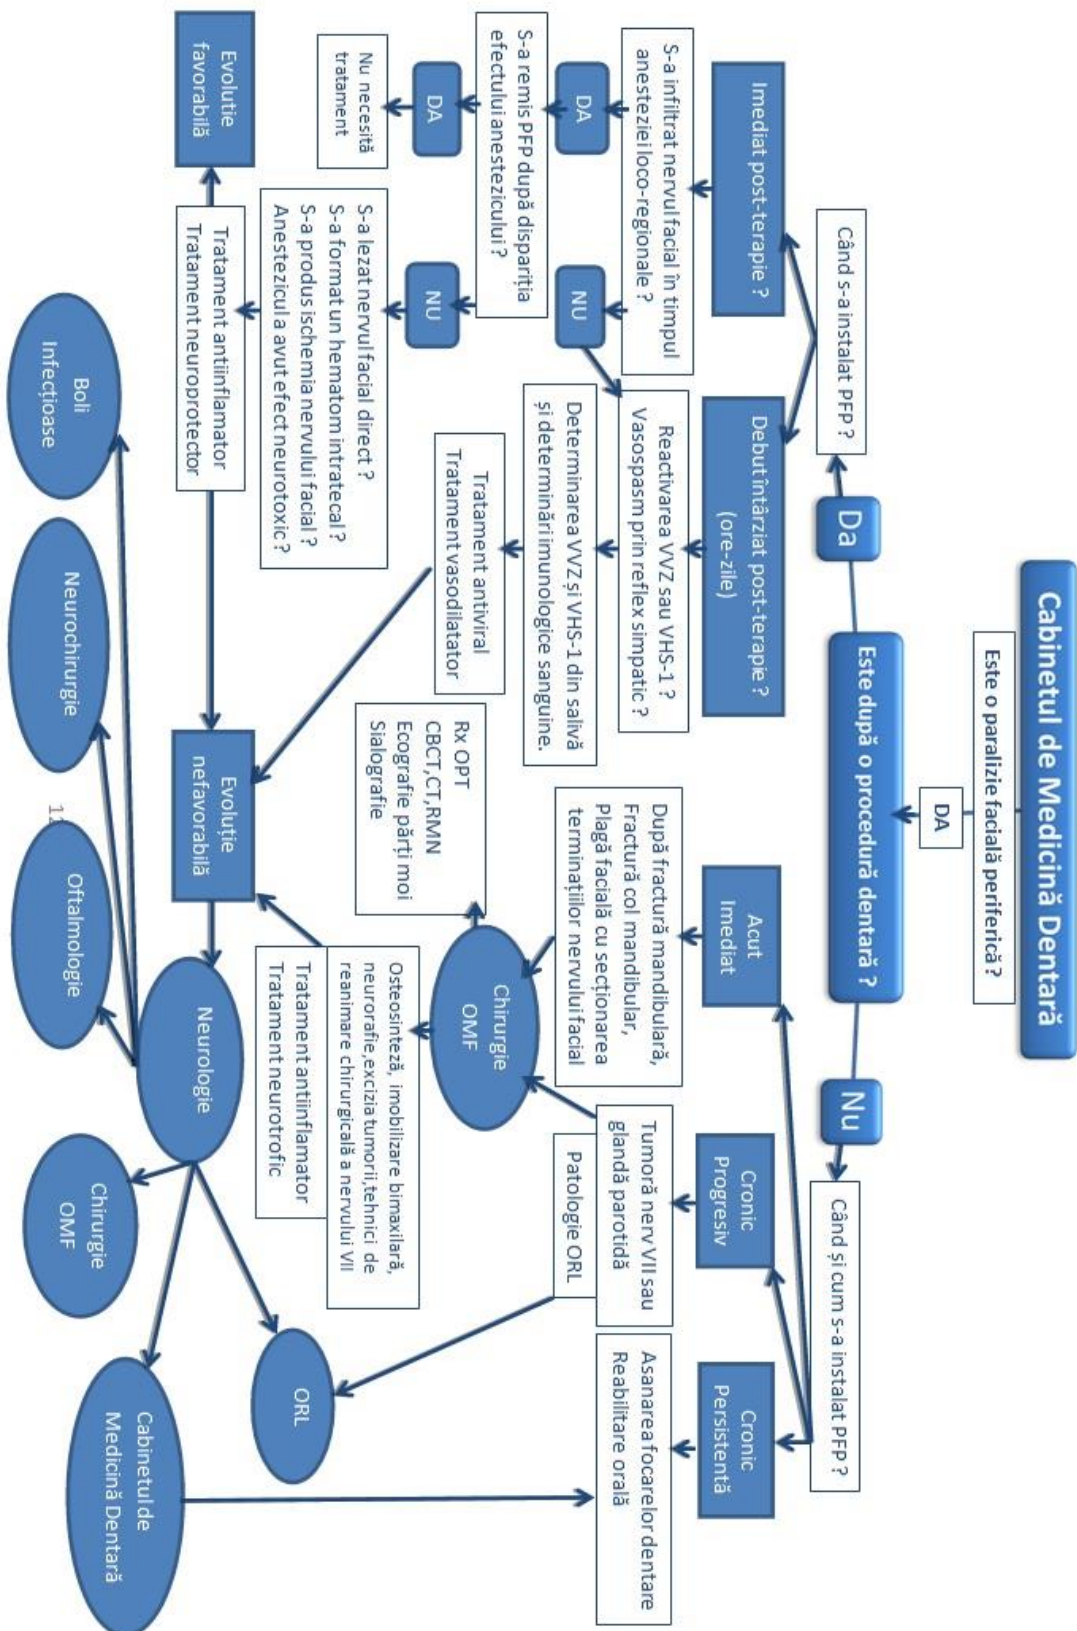 Cabinetul de Medicină Dentară
Este o paralizie facială periferică ?
DA
Este după o procedură dentară ?
Da
Nu
Când s-a instalat PFP ?
Când și cum s-a instalat PFP ?
Imediat post-terapie ?
Debut întârziat post-terapie ?
(ore-zile)
Acut
Imediat
Cronic
Progresiv
Cronic
Persistentă
S-a infiltrat nervul facial în timpul
anesteziei loco-regionale ?
Reactivarea VVZ sau VHS-1 ?
Vasospasm prin reflex simpatic ?
După fractură mandibulară,
Fractură col mandibular,
Plagă facială cu secționarea
terminațiilor nervului facial
Tumoră nerv VII sau
glandă parotidă
Patologie ORL
Asanarea focarelor dentare
Reabilitare orală
DA
NU
Determinarea VVZ și VHS-1 din salivă
și determinări imunologice sanguine.
S-a remis PFP după dispariția
efectului anestezicului ?
Tratament antiviral
Tratament vasodilatator
Chirurgie
OMF
DA
NU
Rx OPT
CBCT,CT,RMN
Ecografie părți moi
Sialografie
Nu necesită
tratament
S-a lezat nervul facial direct ?
S-a format un hematom intratecal ?
S-a produs ischemia nervului facial ?
Anestezicul a avut efect neurotoxic ?
Osteosinteză, imobilizare bimaxilară,
neurorafie,excizia tumorii,tehnici de
reanimare chirurgicală a nervului VII
Tratament antiinflamator
Tratament neurotrofic
ORL
Evolutie
favorabilă
Tratament antiinflamator
Tratament neuroprotector
Evoluție
nefavorabilă
Neurologie
Boli
Infecțioase
Neurochirurgie
Oftalmologie
Chirurgie
OMF
Cabinetul de
Medicină Dentară